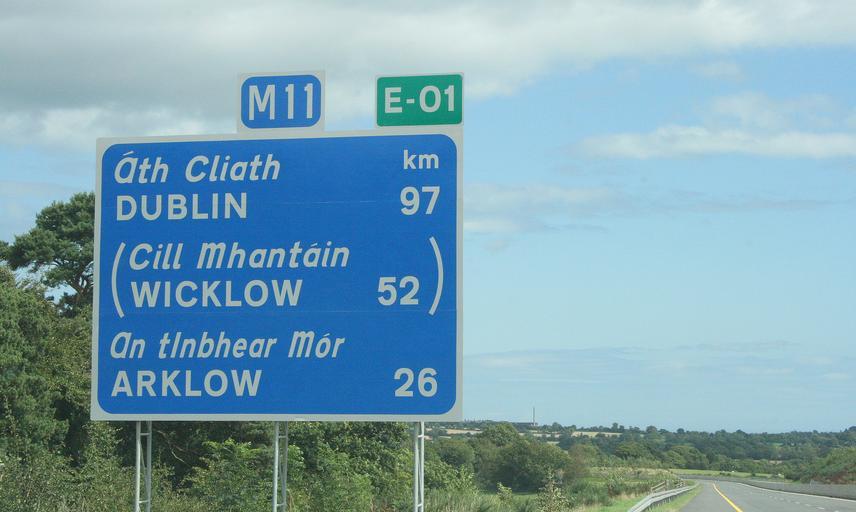 M11 E-01
Áth Cliath km
DUBLIN 97
(Cill Mhantáin
WICKLOW 52)
An tInbhear Mór
ARKLOW 26